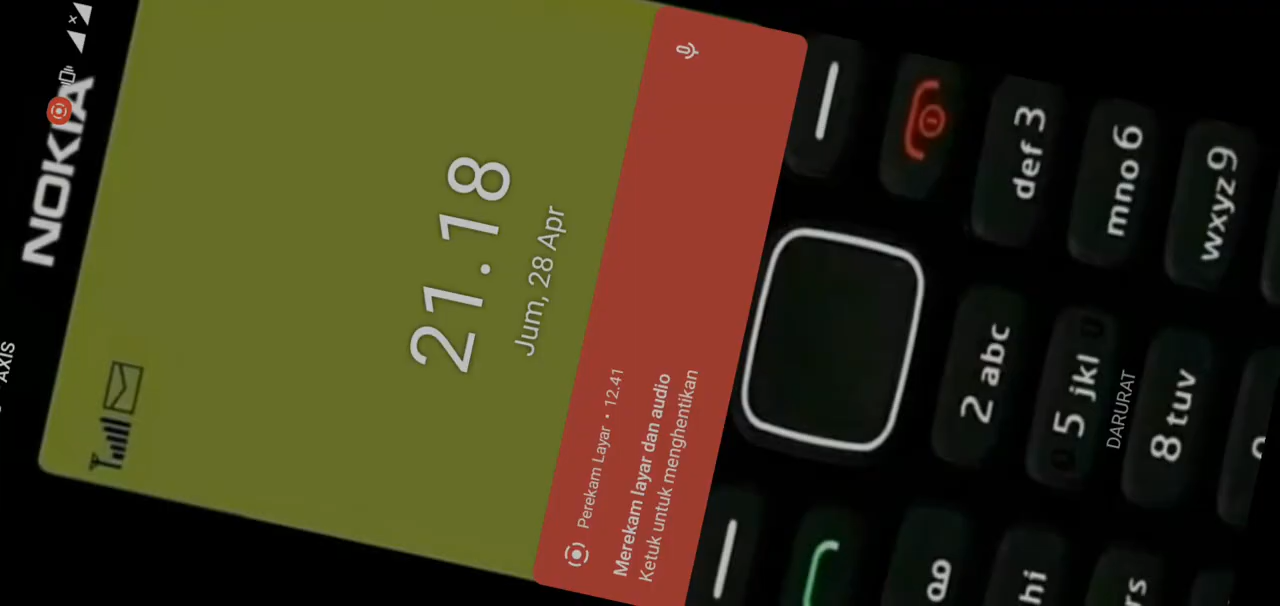 AXIS
NOKIA
21.18
Jum, 28 Apr
Perekam Layar • 12.41
Merekam layar dan audio
Ketuk untuk menghentikan
2 abc
def 3
5 jkl
mno 6
DARURAT
8 tuv
wxyz 9